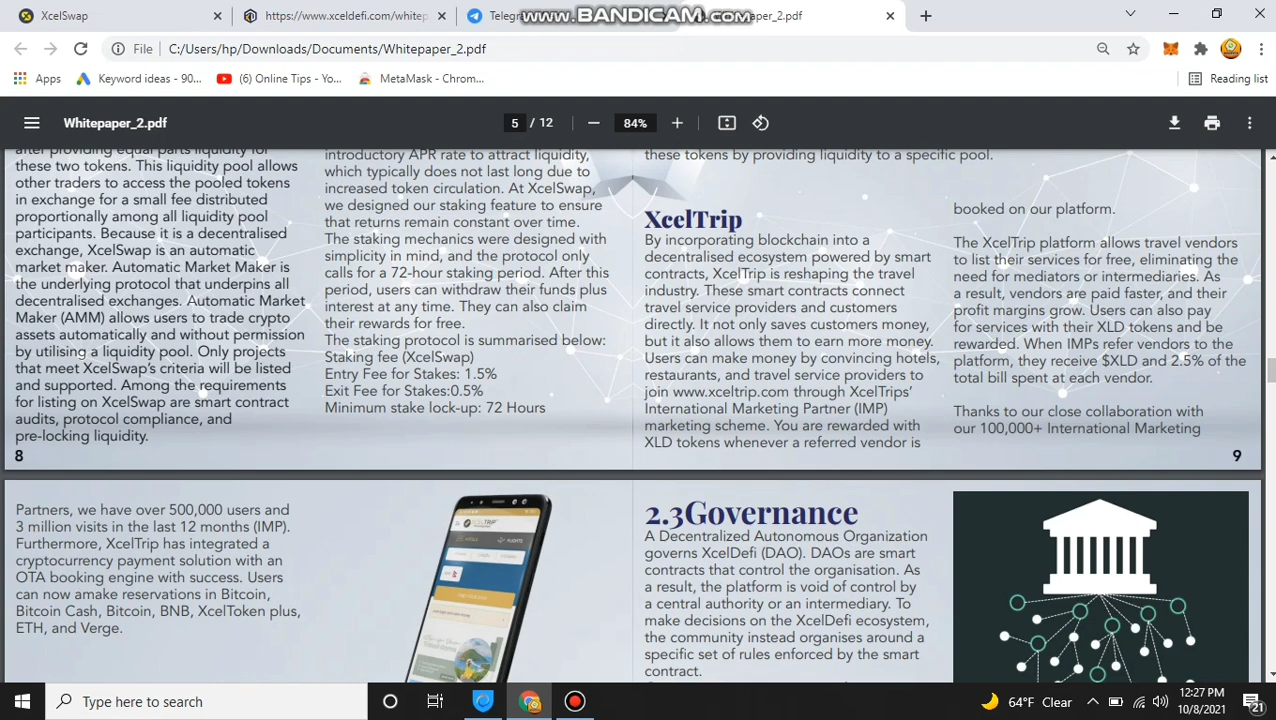 XcelSwap
https://www.xceldefi.com/whitep
Telegr
www.BANDICAM.com
paper_2.pdf
File
C:/Users/hp/Downloads/Documents/Whitepaper_2.pdf
Apps
Keyword ideas - 90...
(6) Online Tips - Yo...
MetaMask - Chrom...
Reading list
Whitepaper_2.pdf
5 / 12
84%
after providing equal parts liquidity for
these two tokens. This liquidity pool allows
other traders to access the pooled tokens
in exchange for a small fee distributed
proportionally among all liquidity pool
participants. Because it is a decentralised
exchange, XcelSwap is an automatic
market maker. Automatic Market Maker is
the underlying protocol that underpins all
decentralised exchanges. Automatic Market
Maker (AMM) allows users to trade crypto
assets automatically and without permission
by utilising a liquidity pool. Only projects
that meet XcelSwap's criteria will be listed
and supported. Among the requirements
for listing on XcelSwap are smart contract
audits, protocol compliance, and
pre-locking liquidity.
8
introductory APR rate to attract liquidity,
which typically does not last long due to
increased token circulation. At XcelSwap,
we designed our staking feature to ensure
that returns remain constant over time.
The staking mechanics were designed with
simplicity in mind, and the protocol only
calls for a 72-hour staking period. After this
period, users can withdraw their funds plus
interest at any time. They can also claim
their rewards for free.
The staking protocol is summarised below:
Staking fee (XcelSwap)
Entry Fee for Stakes: 1.5%
Exit Fee for Stakes:0.5%
Minimum stake lock-up: 72 Hours
these tokens by providing liquidity to a specific pool.
XcelTrip
By incorporating blockchain into a
decentralised ecosystem powered by smart
contracts, XcelTrip is reshaping the travel
industry. These smart contracts connect
travel service providers and customers
directly. It not only saves customers money,
but it also allows them to earn more money.
Users can make money by convincing hotels,
restaurants, and travel service providers to
join www.xceltrip.com through XcelTrips'
International Marketing Partner (IMP)
marketing scheme. You are rewarded with
XLD tokens whenever a referred vendor is
booked on our platform.
The XcelTrip platform allows travel vendors
to list their services for free, eliminating the
need for mediators or intermediaries. As
a result, vendors are paid faster, and their
profit margins grow. Users can also pay
for services with their XLD tokens and be
rewarded. When IMPs refer vendors to the
platform, they receive $XLD and 2.5% of the
total bill spent at each vendor.
Thanks to our close collaboration with
our 100,000+ International Marketing
9
Partners, we have over 500,000 users and
3 million visits in the last 12 months (IMP).
Furthermore, XcelTrip has integrated a
cryptocurrency payment solution with an
OTA booking engine with success. Users
can now amake reservations in Bitcoin,
Bitcoin Cash, Bitcoin, BNB, XcelToken plus,
ETH, and Verge.
2.3Governance
A Decentralized Autonomous Organization
governs XcelDefi (DAO). DAOs are smart
contracts that control the organisation. As
a result, the platform is void of control by
a central authority or an intermediary. To
make decisions on the XcelDefi ecosystem,
the community instead organises around a
specific set of rules enforced by the smart
contract.
Type here to search
64°F Clear
12:27 PM
10/8/2021
21